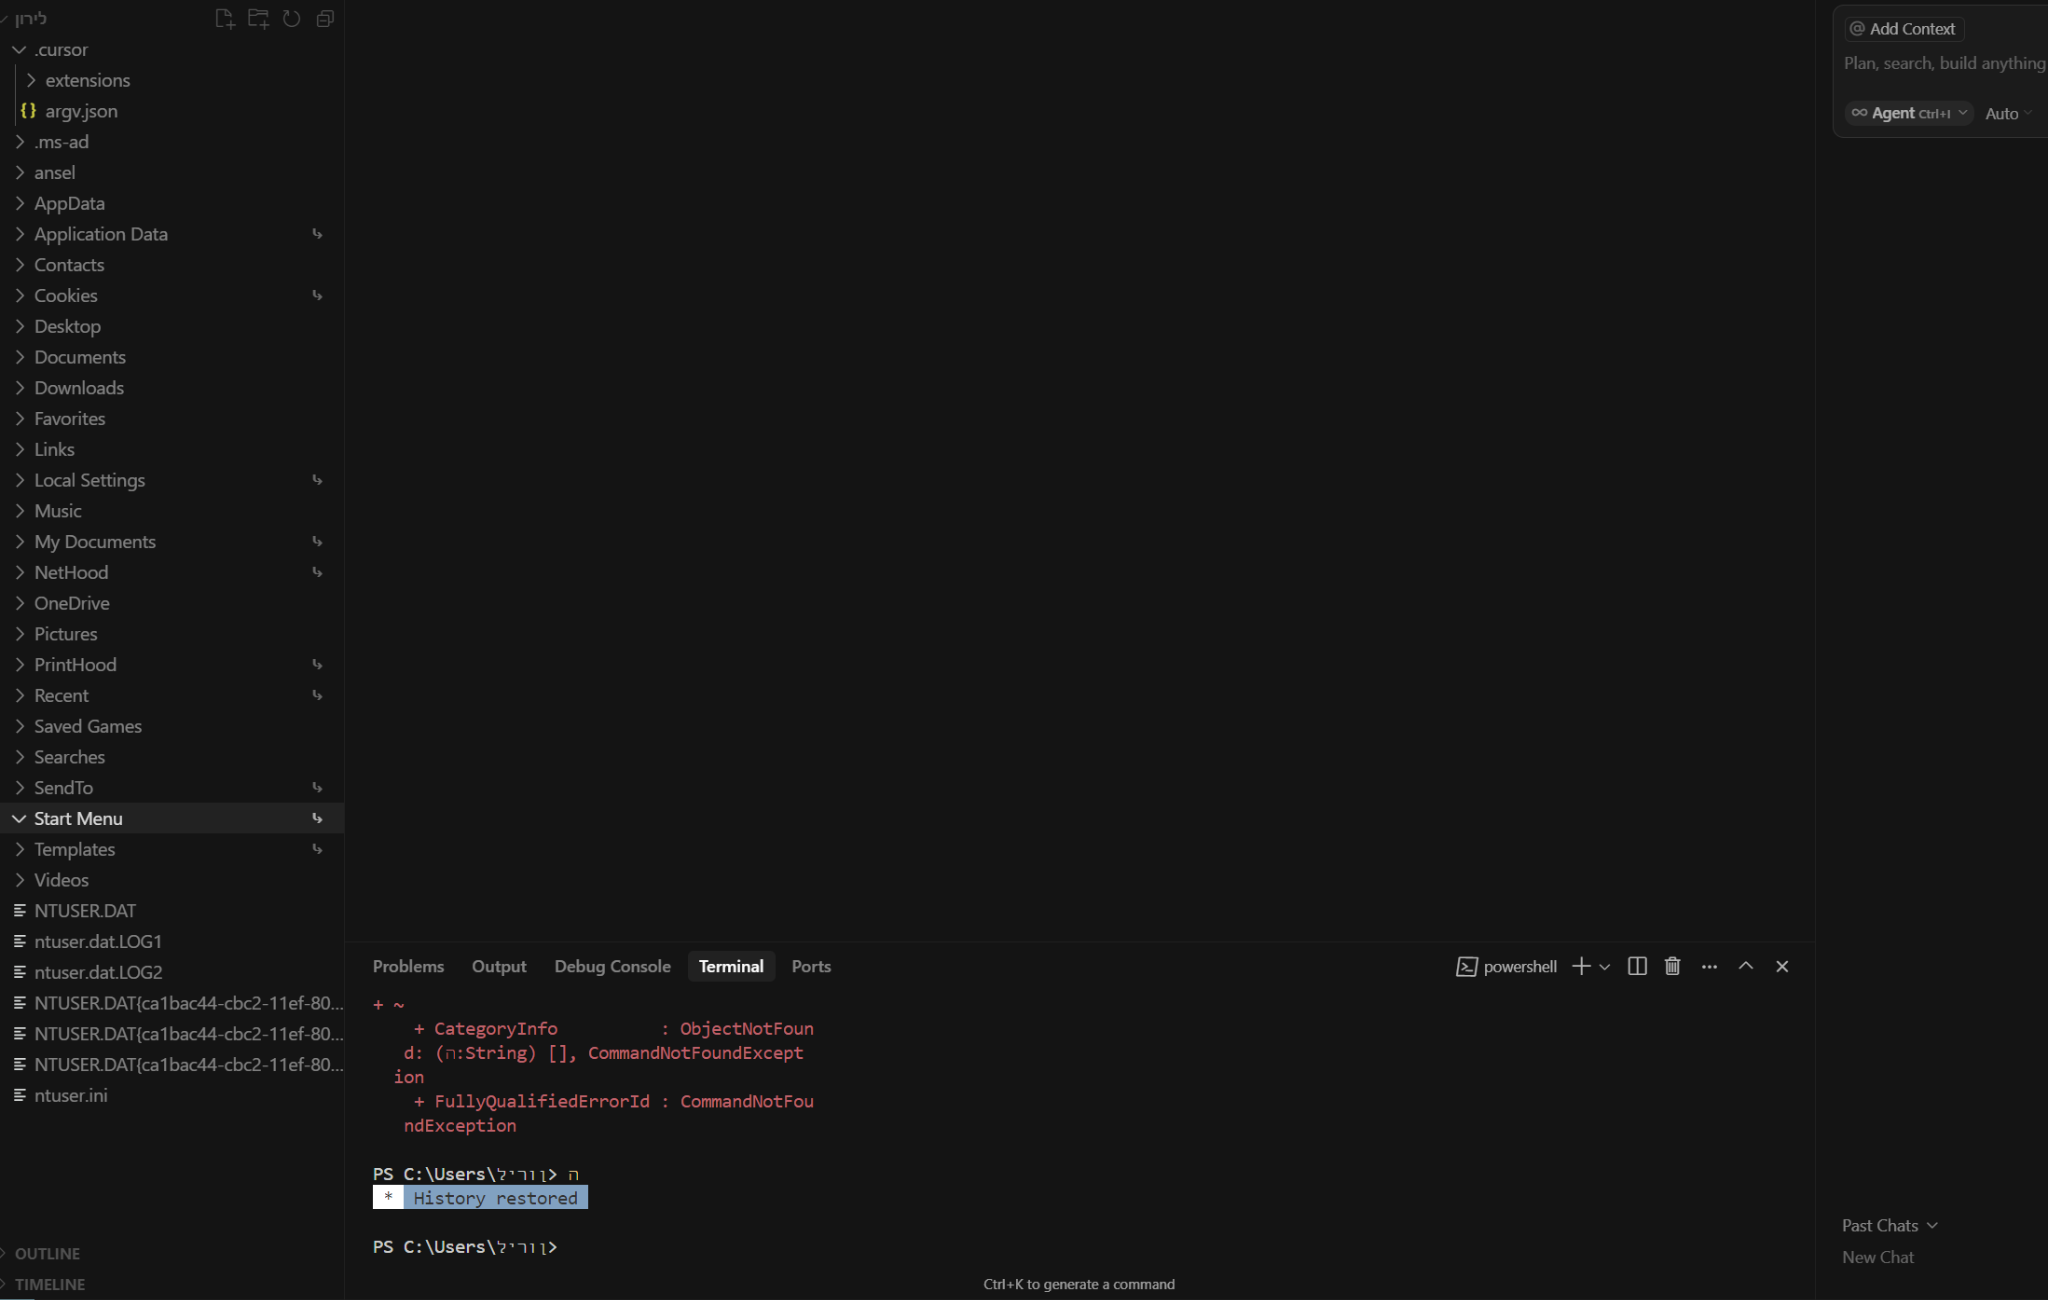 לירון
.cursor
extensions
{} argv.json
.ms-ad
ansel
AppData
Application Data
Contacts
Cookies
Desktop
Documents
Downloads
Favorites
Links
Local Settings
Music
My Documents
NetHood
OneDrive
Pictures
PrintHood
Recent
Saved Games
Searches
SendTo
Start Menu
Templates
Videos
NTUSER.DAT
ntuser.dat.LOG1
ntuser.dat.LOG2
NTUSER.DAT{ca1bac44-cbc2-11ef-80...
NTUSER.DAT{ca1bac44-cbc2-11ef-80...
NTUSER.DAT{ca1bac44-cbc2-11ef-80...
ntuser.ini
OUTLINE
TIMELINE
Problems Output Debug Console Terminal Ports
powershell
+ ~
+ CategoryInfo : ObjectNotFoun
d: (ה:String) [], CommandNotFoundExcept
ion
+ FullyQualifiedErrorId : CommandNotFou
ndException
PS C:\Users\לירון> ה
* History restored
PS C:\Users\לירון>
Ctrl+K to generate a command
@ Add Context
Plan, search, build anything
∞ Agent Ctrl+I Auto
Past Chats
New Chat